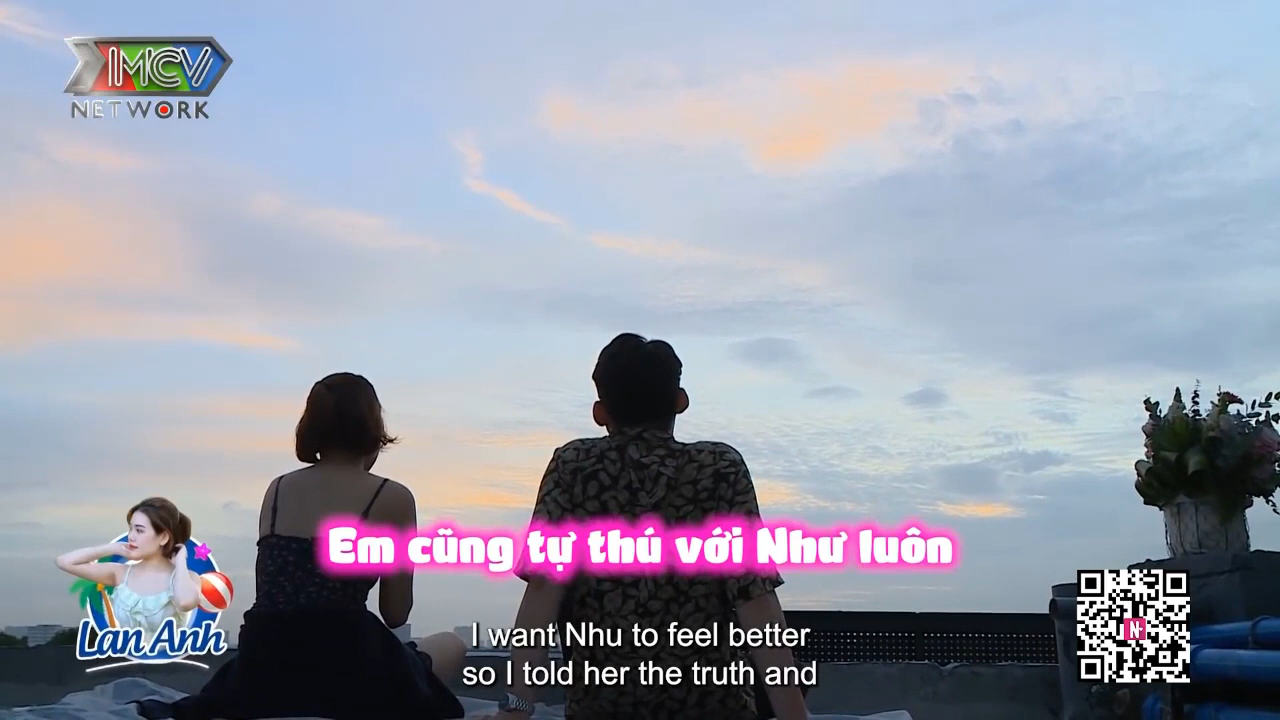 MCV
NETWORK
Em cũng tự thú với Như luôn
Lan Anh
N+
I want Nhu to feel better
so I told her the truth and